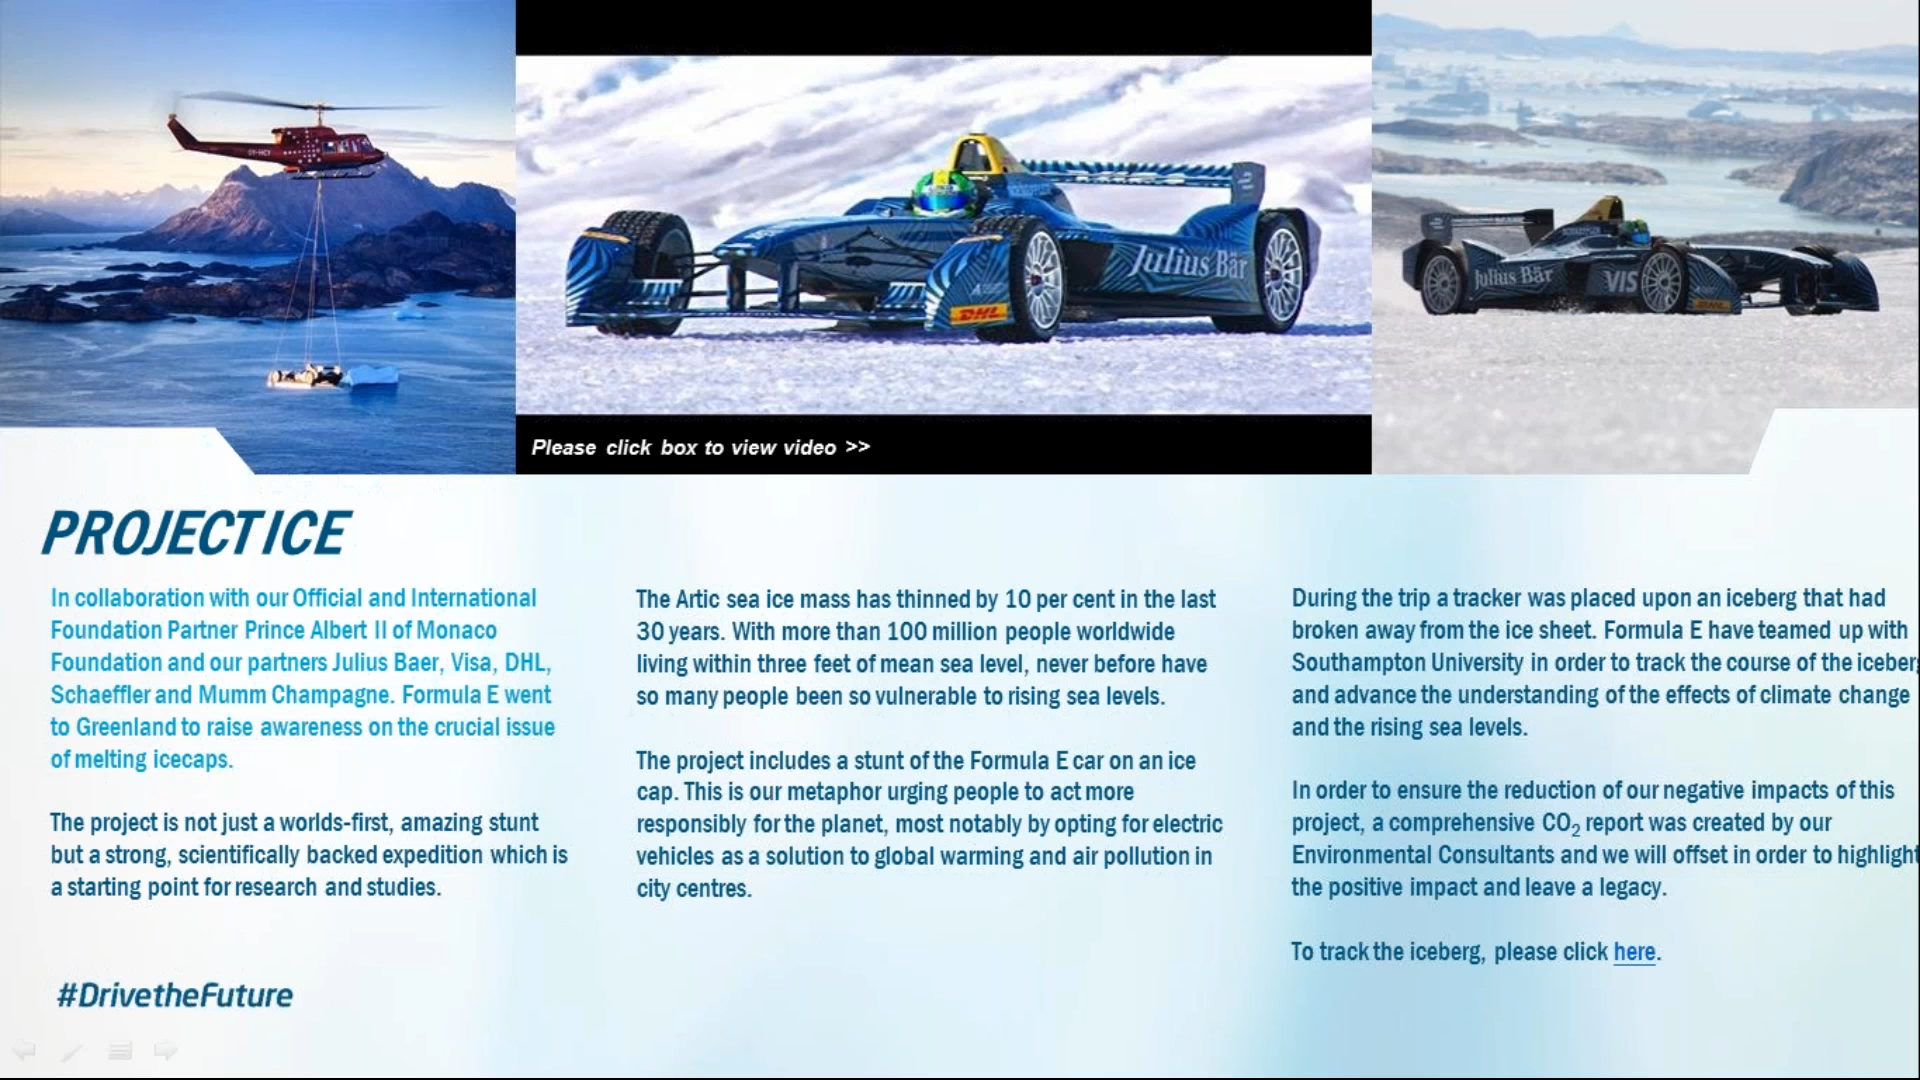 OY-HCY
Julius Bär
DHL
Julius Bär
VIS
Please click box to view video >>
PROJECT ICE
In collaboration with our Official and International
Foundation Partner Prince Albert II of Monaco
Foundation and our partners Julius Baer, Visa, DHL,
Schaeffler and Mumm Champagne. Formula E went
to Greenland to raise awareness on the crucial issue
of melting icecaps.
The project is not just a worlds-first, amazing stunt
but a strong, scientifically backed expedition which is
a starting point for research and studies.
#DrivetheFuture
The Artic sea ice mass has thinned by 10 per cent in the last
30 years. With more than 100 million people worldwide
living within three feet of mean sea level, never before have
so many people been so vulnerable to rising sea levels.
The project includes a stunt of the Formula E car on an ice
cap. This is our metaphor urging people to act more
responsibly for the planet, most notably by opting for electric
vehicles as a solution to global warming and air pollution in
city centres.
During the trip a tracker was placed upon an iceberg that had
broken away from the ice sheet. Formula E have teamed up with
Southampton University in order to track the course of the iceberg
and advance the understanding of the effects of climate change
and the rising sea levels.
In order to ensure the reduction of our negative impacts of this
project, a comprehensive CO₂ report was created by our
Environmental Consultants and we will offset in order to highlight
the positive impact and leave a legacy.
To track the iceberg, please click here.